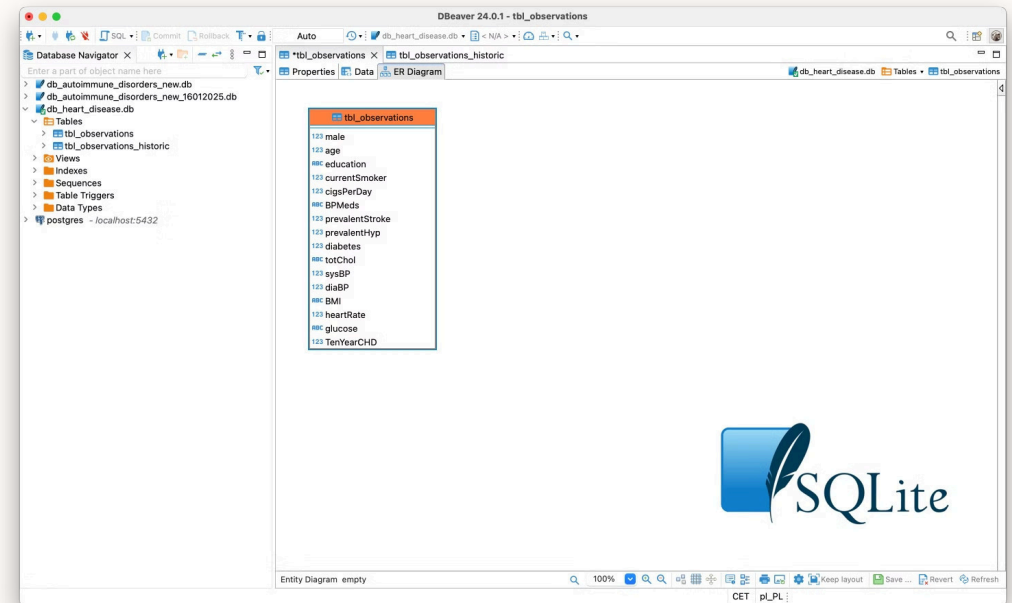 DBeaver 24.0.1 - tbl_observations
SQL Commit Rollback T Auto db_heart_disease.db < N/A >
Database Navigator
*tbl_observations
tbl_observations_historic
Enter a part of object name here
Properties Data ER Diagram
db_heart_disease.db Tables tbl_observations
db_autoimmune_disorders_new.db
db_autoimmune_disorders_new_16012025.db
db_heart_disease.db
Tables
tbl_observations
tbl_observations_historic
Views
Indexes
Sequences
Table Triggers
Data Types
postgres - localhost:5432
tbl_observations
123 male
123 age
ABC education
123 currentSmoker
123 cigsPerDay
ABC BPMeds
123 prevalentStroke
123 prevalentHyp
123 diabetes
ABC totChol
123 sysBP
123 diaBP
ABC BMI
123 heartRate
ABC glucose
123 TenYearCHD
SQLite
Entity Diagram empty
100%
Keep layout Save ... Revert Refresh
CET pl_PL